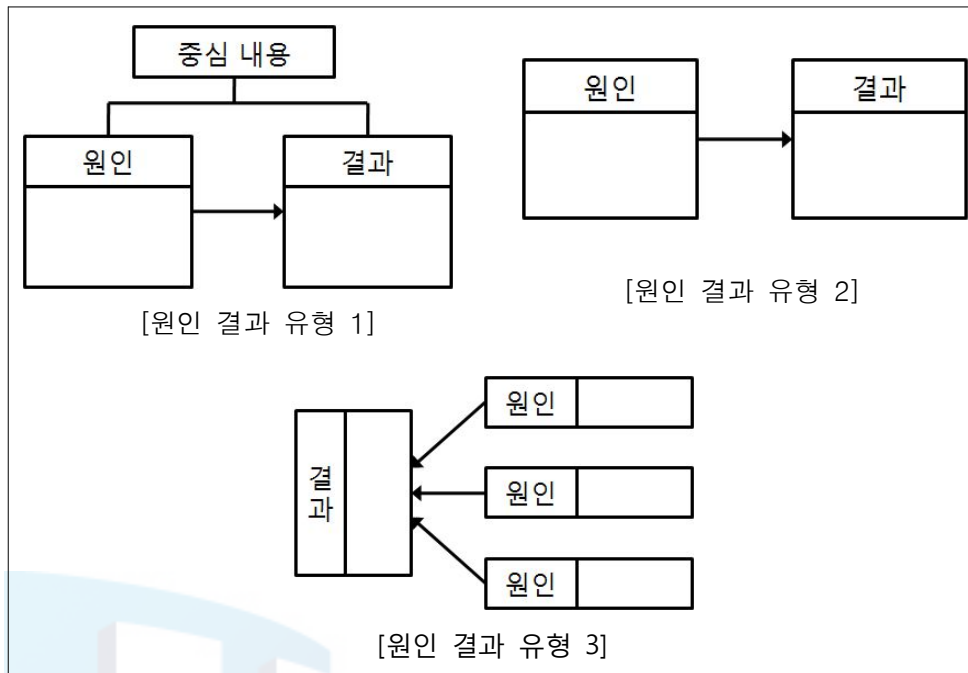 중심 내용
원인
결과
[원인 결과 유형 1]
원인
결과
[원인 결과 유형 2]
결과
원인
원인
원인
[원인 결과 유형 3]